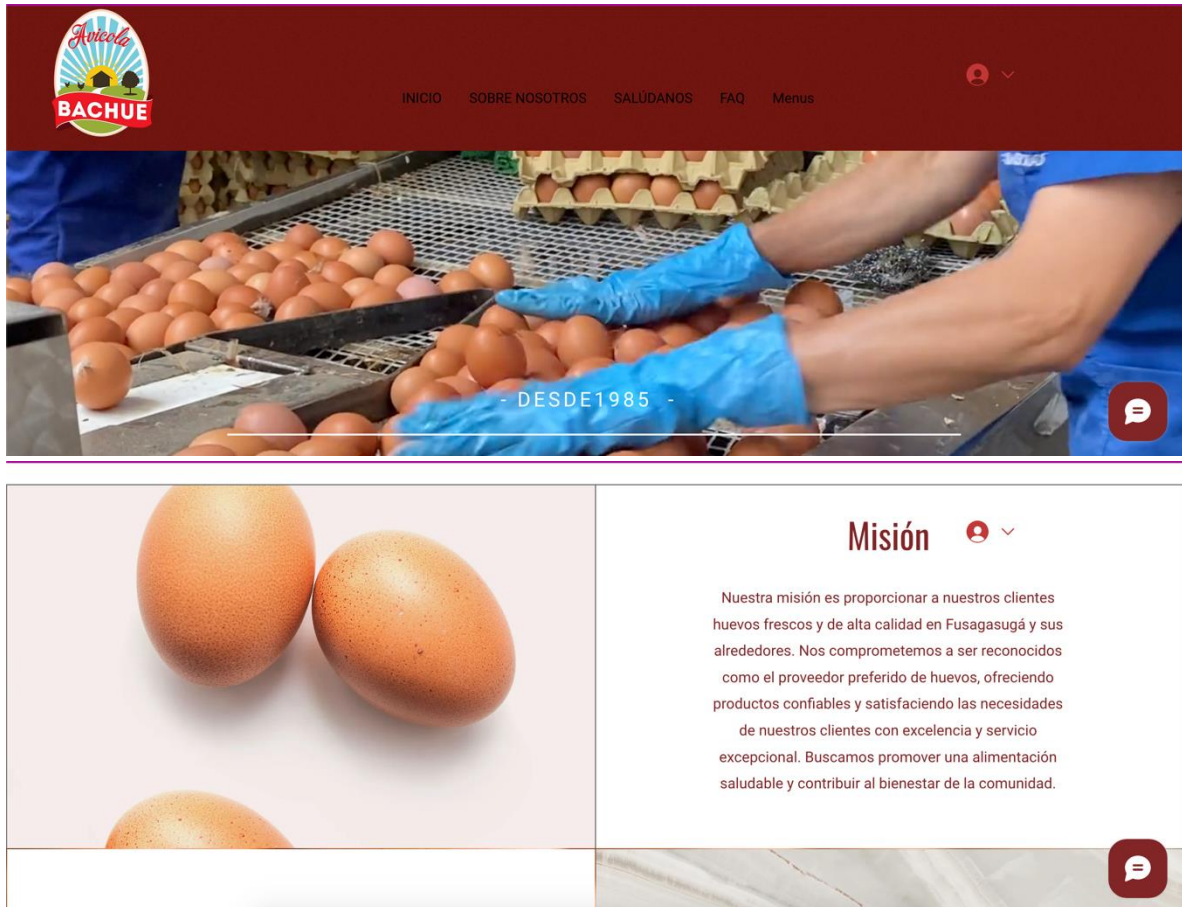 Avicola
BACHUE
INICIO SOBRE NOSOTROS SALÚDANOS FAQ Menus
- DESDE1985 -
Misión
Nuestra misión es proporcionar a nuestros clientes
huevos frescos y de alta calidad en Fusagasugá y sus
alrededores. Nos comprometemos a ser reconocidos
como el proveedor preferido de huevos, ofreciendo
productos confiables y satisfaciendo las necesidades
de nuestros clientes con excelencia y servicio
excepcional. Buscamos promover una alimentación
saludable y contribuir al bienestar de la comunidad.